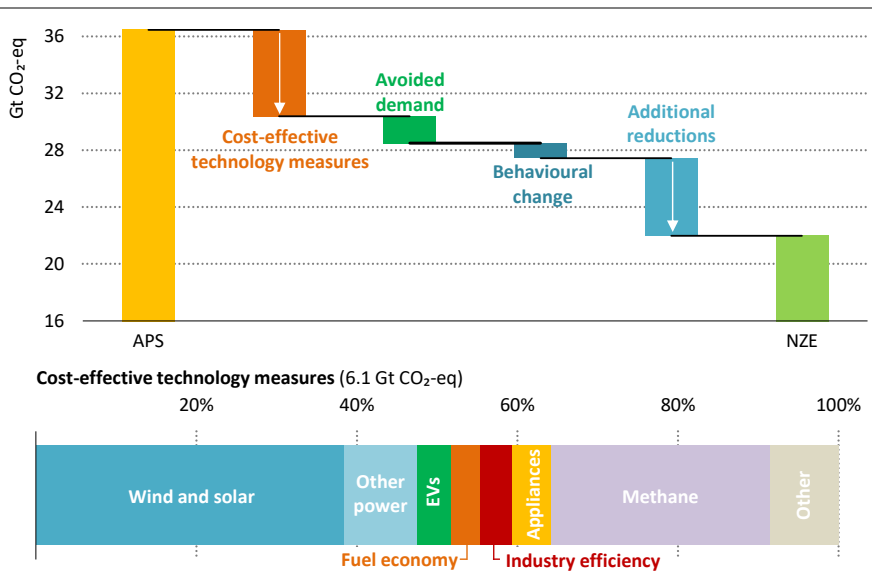 Gt CO₂-eq
36
32
28
24
20
16
Avoided
demand
Cost-effective
technology measures
Additional
reductions
Behavioural
change
APS
NZE
Cost-effective technology measures (6.1 Gt CO₂-eq)
20%
40%
60%
80%
100%
Wind and solar
Other
power
EVs
Appliances
Methane
Other
Fuel economy
Industry efficiency